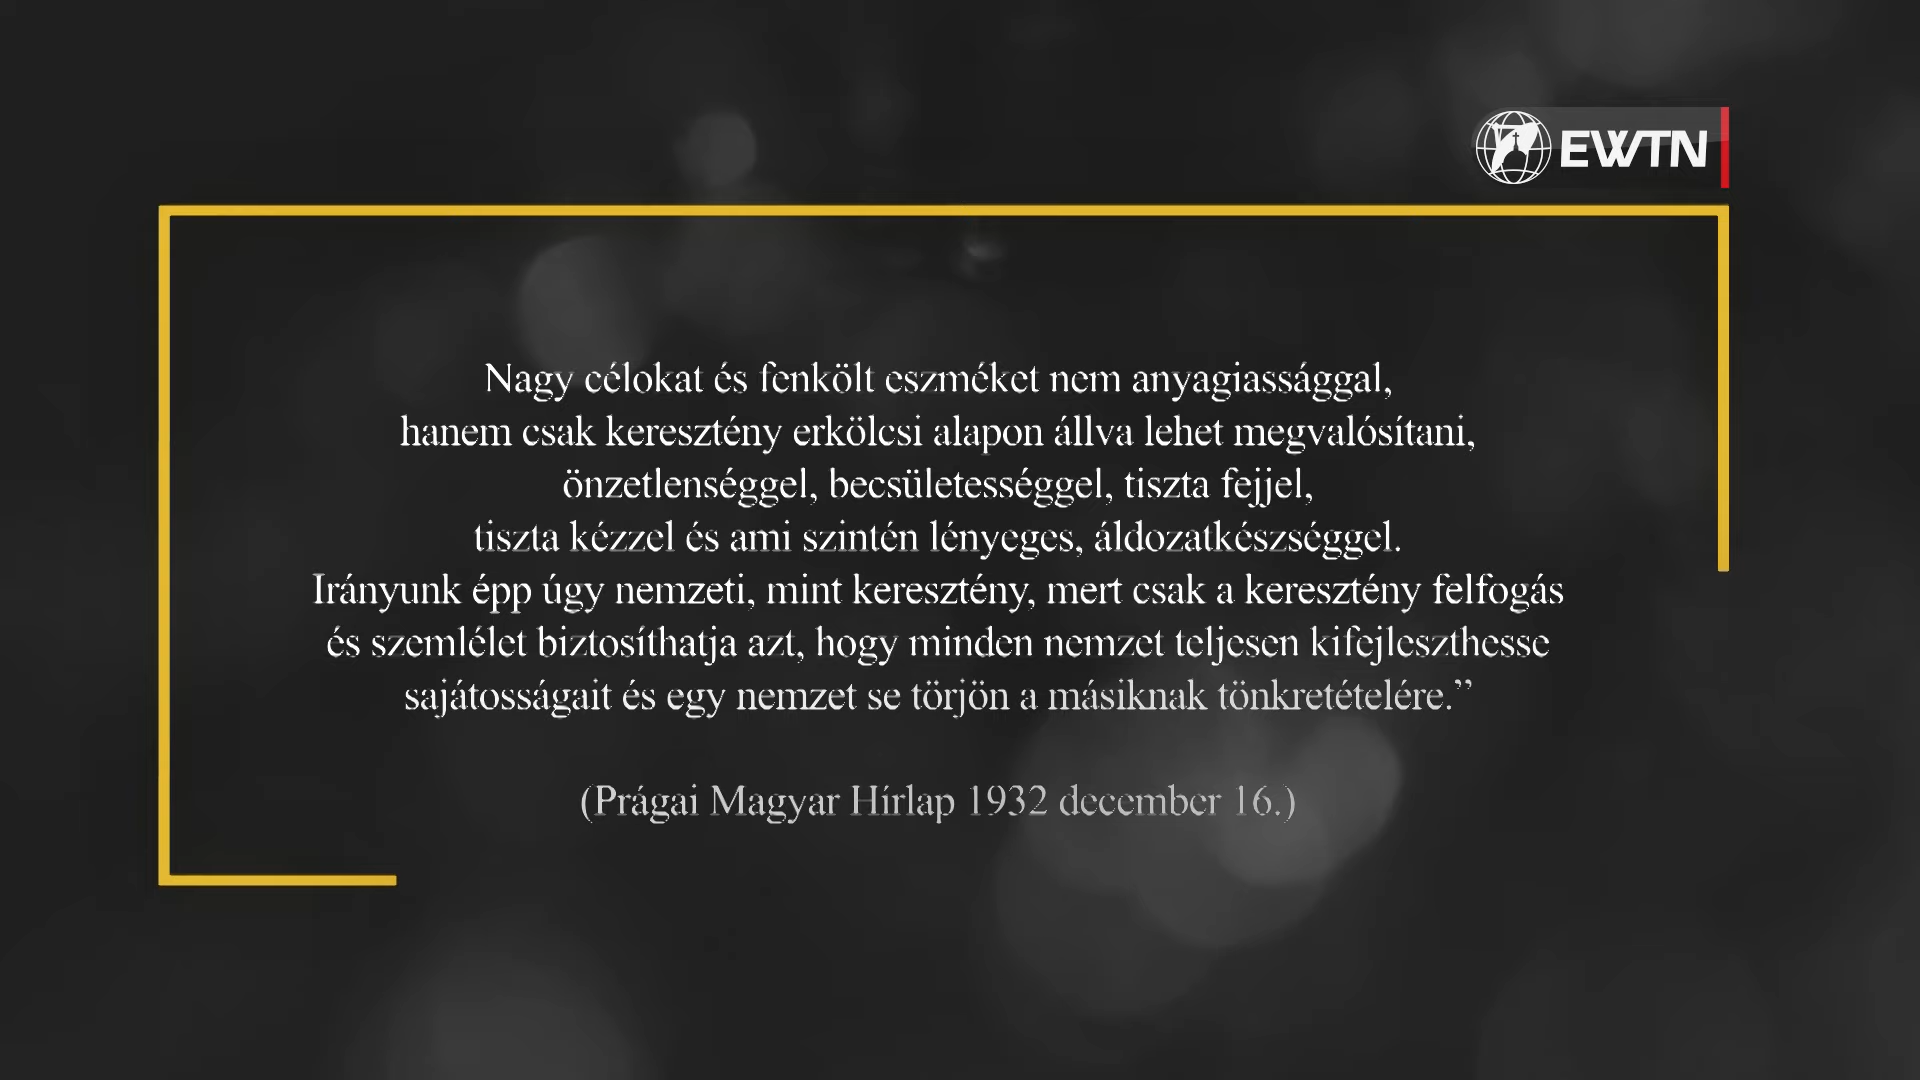 EWTN
Nagy célokat és fenkölt eszméket nem anyagiassággal,
hanem csak keresztény erkölcsi alapon állva lehet megvalósítani,
önzetlenséggel, becsületességgel, tiszta fejjel,
tiszta kézzel és ami szintén lényeges, áldozatkészséggel.
Irányunk épp úgy nemzeti, mint keresztény, mert csak a keresztény felfogás
és szemlélet biztosíthatja azt, hogy minden nemzet teljesen kifejleszthesse
sajátosságait és egy nemzet se törjön a másiknak tönkretételére.”
(Prágai Magyar Hírlap 1932 december 16.)